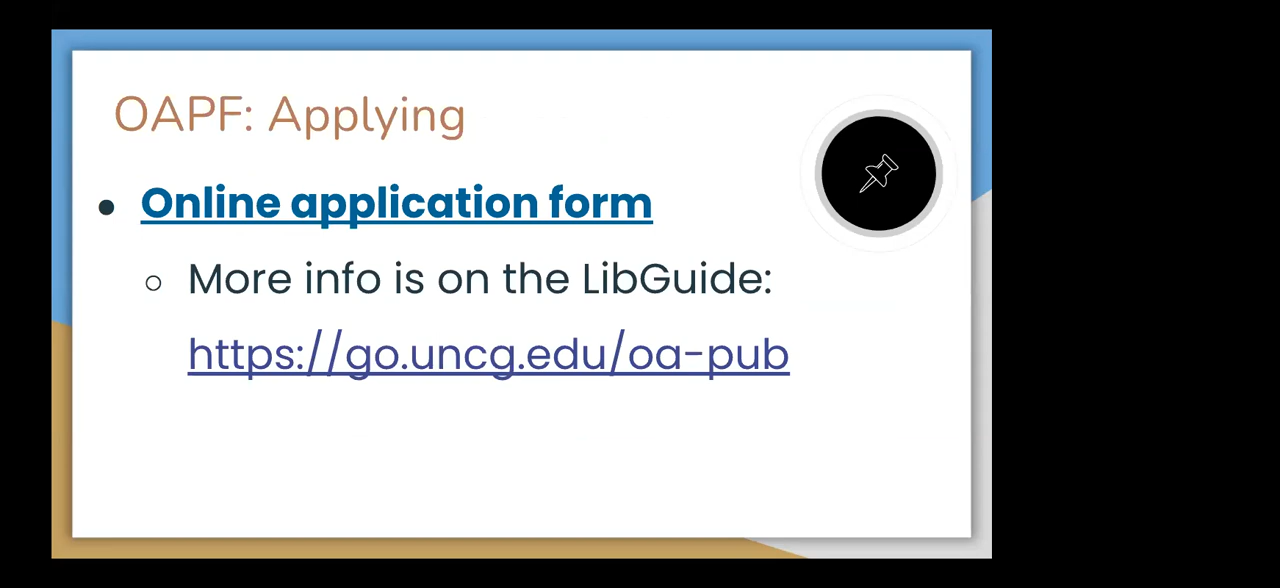 OAPF: Applying
● Online application form
○ More info is on the LibGuide:
https://go.uncg.edu/oa-pub